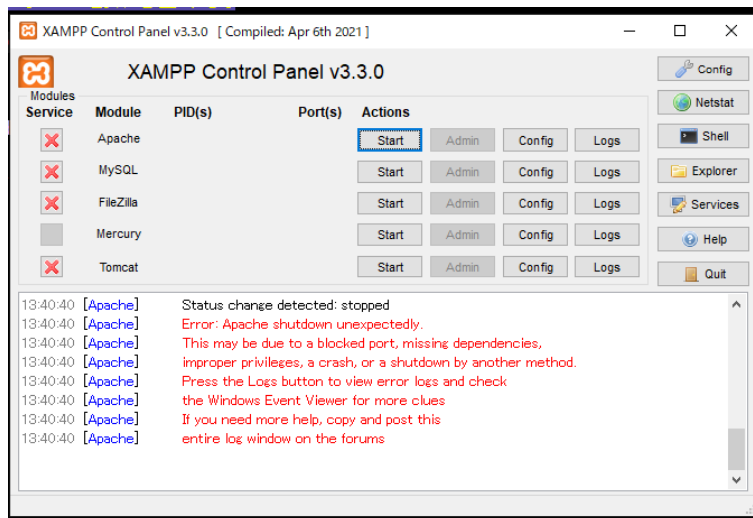 XAMPP Control Panel v3.3.0 [ Compiled: Apr 6th 2021 ]
XAMPP Control Panel v3.3.0
Config
Modules
Service Module PID(s) Port(s) Actions
Netstat
Apache Start Admin Config Logs
Shell
MySQL Start Admin Config Logs
Explorer
FileZilla Start Admin Config Logs
Services
Mercury Start Admin Config Logs
Help
Tomcat Start Admin Config Logs
Quit
13:40:40 [Apache] Status change detected: stopped
13:40:40 [Apache] Error: Apache shutdown unexpectedly.
13:40:40 [Apache] This may be due to a blocked port, missing dependencies,
13:40:40 [Apache] improper privileges, a crash, or a shutdown by another method.
13:40:40 [Apache] Press the Logs button to view error logs and check
13:40:40 [Apache] the Windows Event Viewer for more clues
13:40:40 [Apache] If you need more help, copy and post this
13:40:40 [Apache] entire log window on the forums